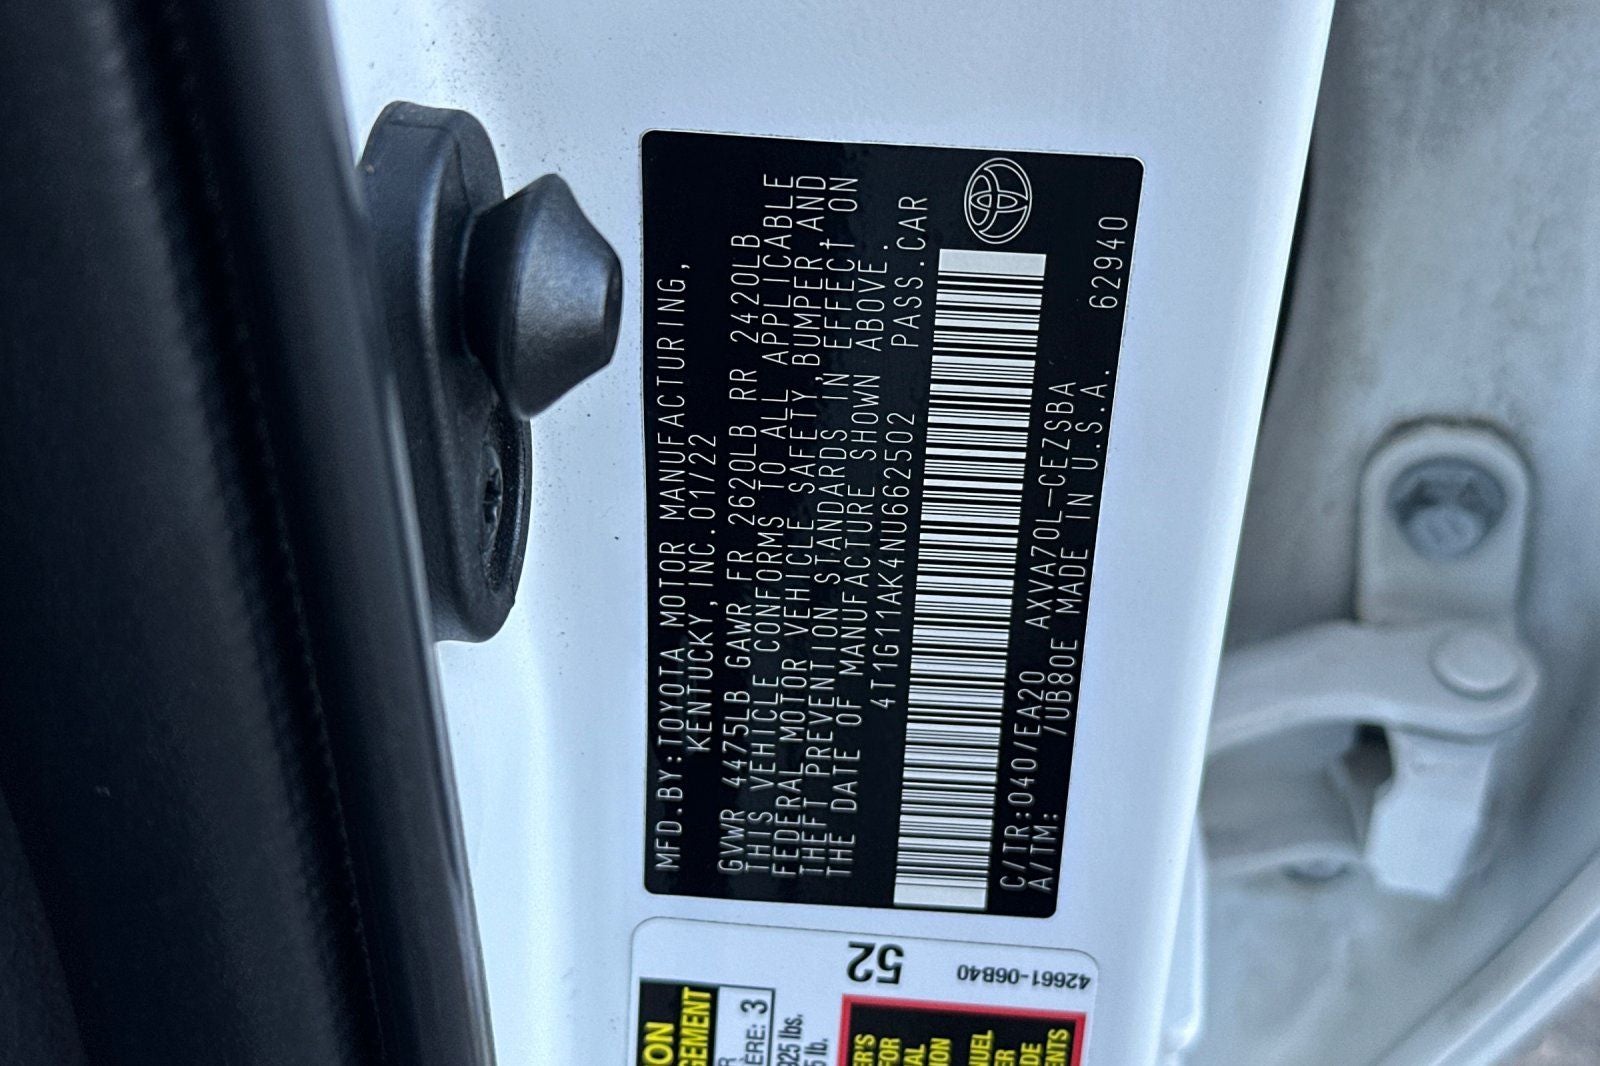 MFD.BY:TOYOTA MOTOR MANUFACTURING,
KENTUCKY,INC.01/22
GVWR 4475LB GAWR FR 2620LB RR 2420LB
THIS VEHICLE CONFORMS TO ALL APPLICABLE
FEDERAL MOTOR VEHICLE SAFETY,BUMPER,AND
THEFT PREVENTION STANDARDS IN EFFECT ON
THE DATE OF MANUFACTURE SHOWN ABOVE.
4T1G11AK4NU662502 PASS.CAR
C/TR:040/EA20 AXVA70L-CEZSBA 62940
A/TM: /UB80E MADE IN U.S.A.
52
42661-06B40
3